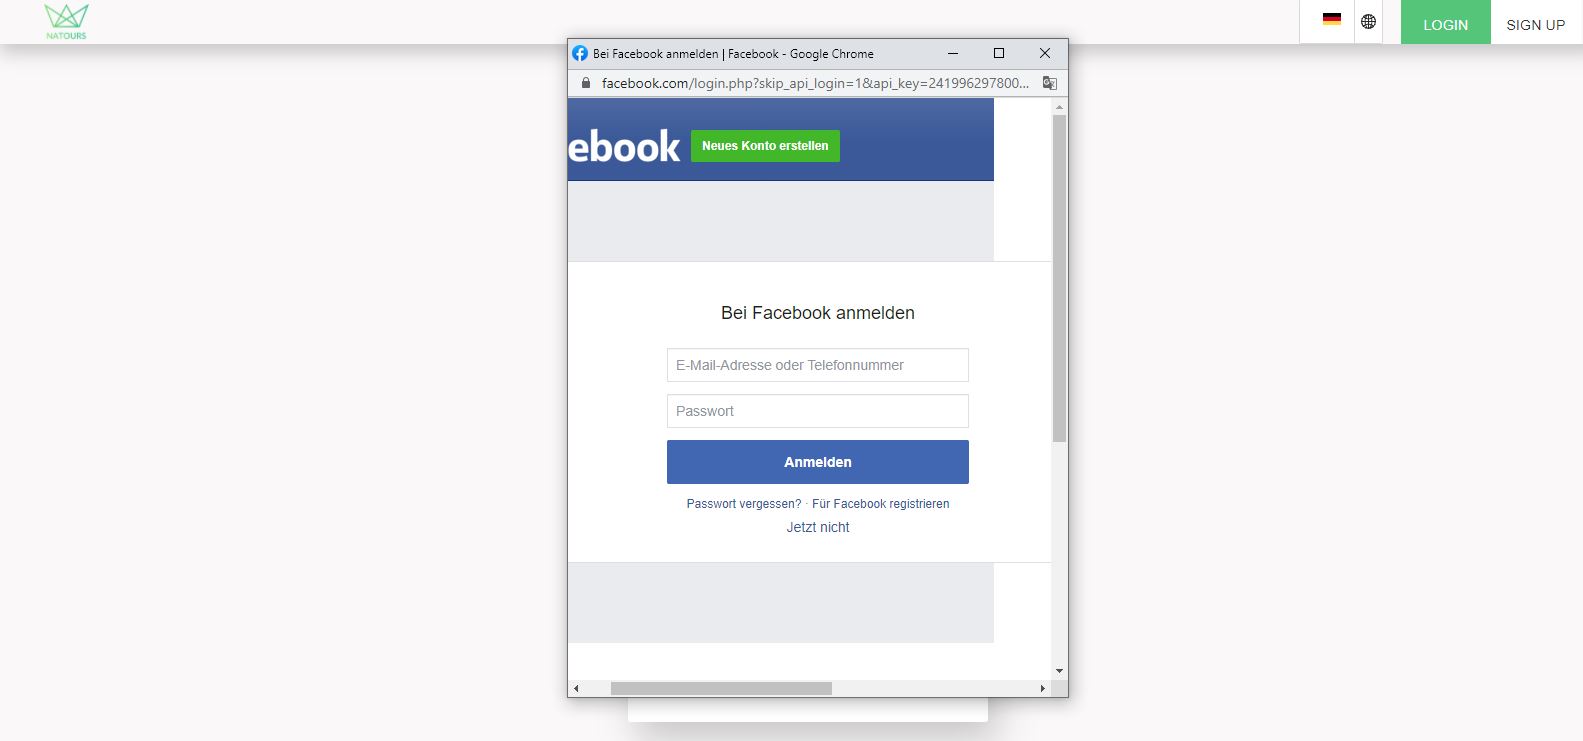 NATOURS
LOGIN
SIGN UP
Bei Facebook anmelden | Facebook - Google Chrome
facebook.com/login.php?skip_api_login=1&api_key=241996297800...
ebook
Neues Konto erstellen
Bei Facebook anmelden
E-Mail-Adresse oder Telefonnummer
Passwort
Anmelden
Passwort vergessen? · Für Facebook registrieren
Jetzt nicht